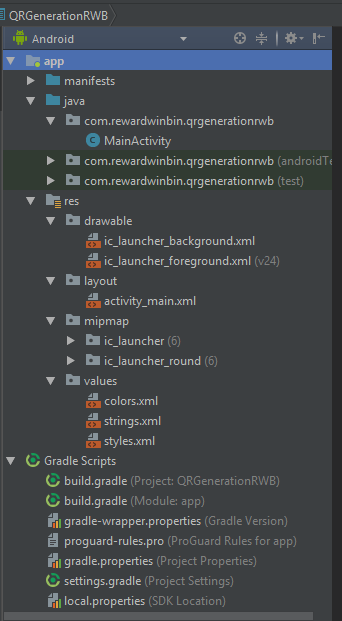 QRGenerationRWB
Android
app
manifests
java
com.rewardwinbin.qrgenerationrwb
MainActivity
com.rewardwinbin.qrgenerationrwb (androidTe
com.rewardwinbin.qrgenerationrwb (test)
res
drawable
ic_launcher_background.xml
ic_launcher_foreground.xml (v24)
layout
activity_main.xml
mipmap
ic_launcher (6)
ic_launcher_round (6)
values
colors.xml
strings.xml
styles.xml
Gradle Scripts
build.gradle (Project: QRGenerationRWB)
build.gradle (Module: app)
gradle-wrapper.properties (Gradle Version)
proguard-rules.pro (ProGuard Rules for app)
gradle.properties (Project Properties)
settings.gradle (Project Settings)
local.properties (SDK Location)